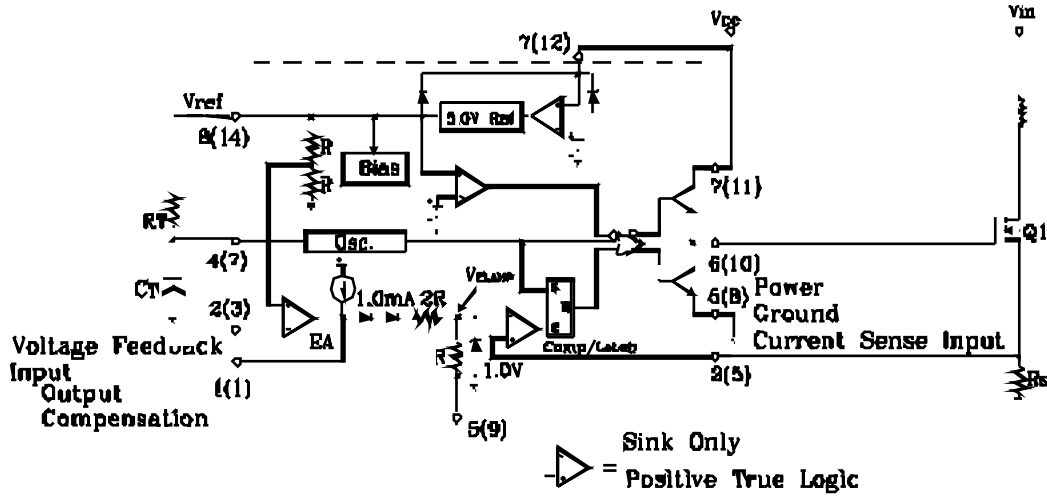 Vcc
Vin
7(12)
Vref
8(14)
5.0V Ref
R
Bias
R
7(11)
RT
Osc.
Q1
4(7)
6(10)
CT
1.0mA 2R
VCLAMP
5(8) Power
Ground
2(3)
EA
R
1.0V
Comp/Latch
Current Sense Input
Voltage Feedback
Input
1(1)
3(5)
Rs
Output
Compensation
5(9)
= Sink Only
Positive True Logic